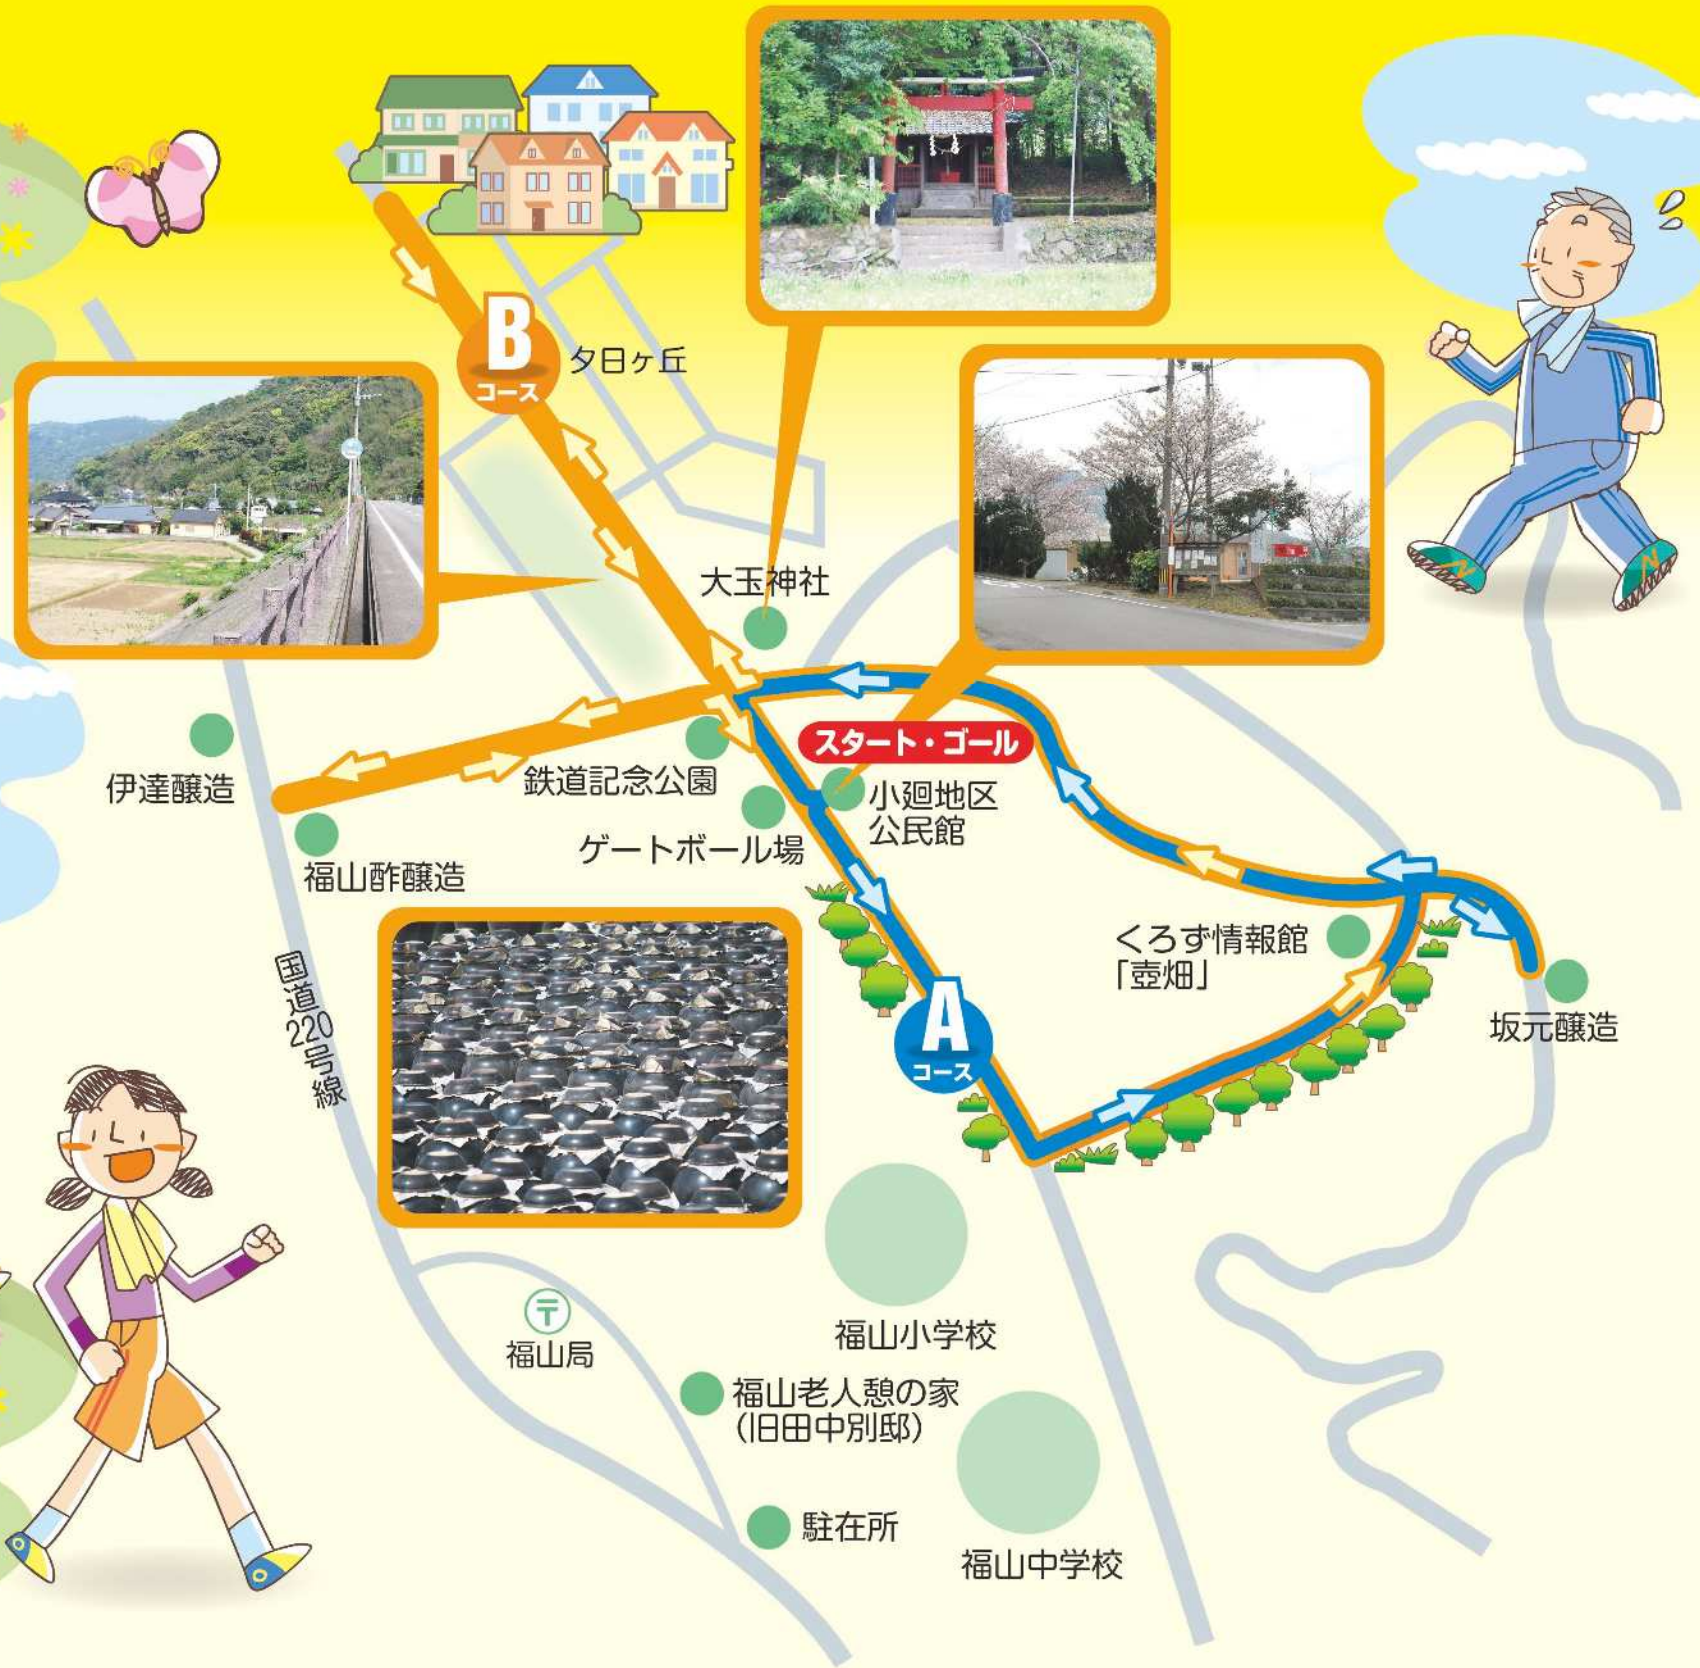 B
コース
夕日ヶ丘
大玉神社
スタート・ゴール
伊達醸造
鉄道記念公園
小廻地区
公民館
ゲートボール場
福山酢醸造
くろず情報館
「壺畑」
坂元醸造
国道220号線
A
コース
福山小学校
〒
福山局
福山老人憩の家
（旧田中別邸）
駐在所
福山中学校